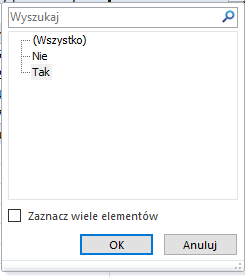 Wyszukaj
(Wszystko)
Nie
Tak
Zaznacz wiele elementów
OK
Anuluj